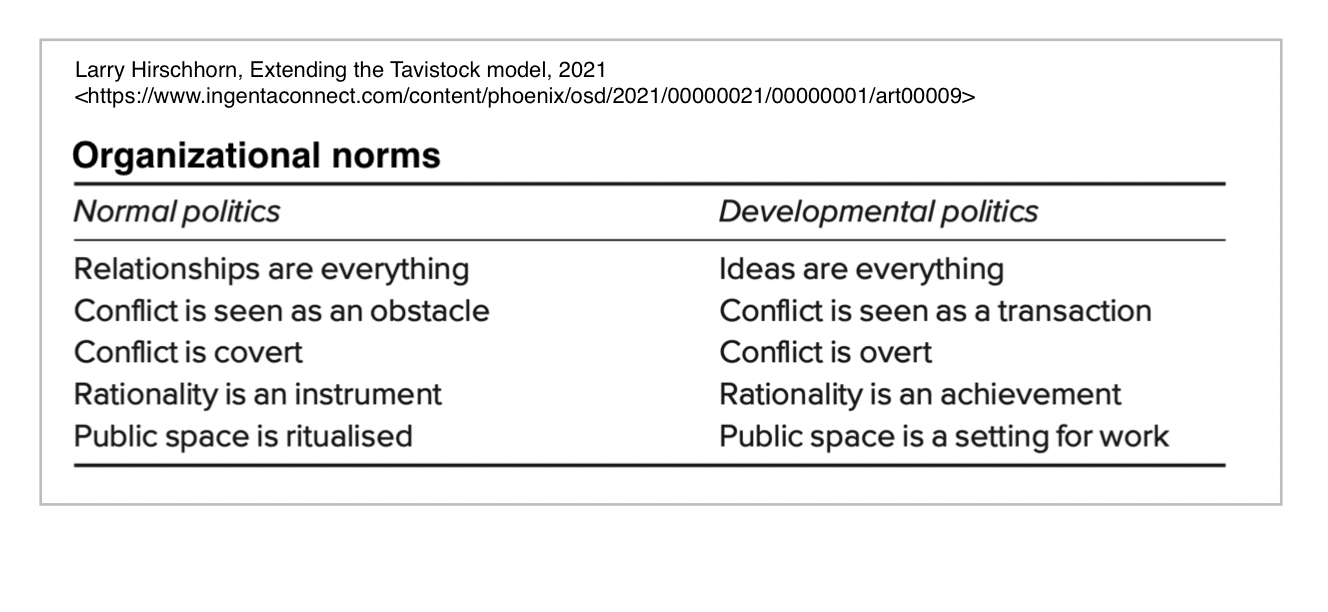 Larry Hirschhorn, Extending the Tavistock model, 2021
<https://www.ingentaconnect.com/content/phoenix/osd/2021/00000021/00000001/art00009>
Organizational norms
Normal politics Developmental politics
Relationships are everything Ideas are everything
Conflict is seen as an obstacle Conflict is seen as a transaction
Conflict is covert Conflict is overt
Rationality is an instrument Rationality is an achievement
Public space is ritualised Public space is a setting for work